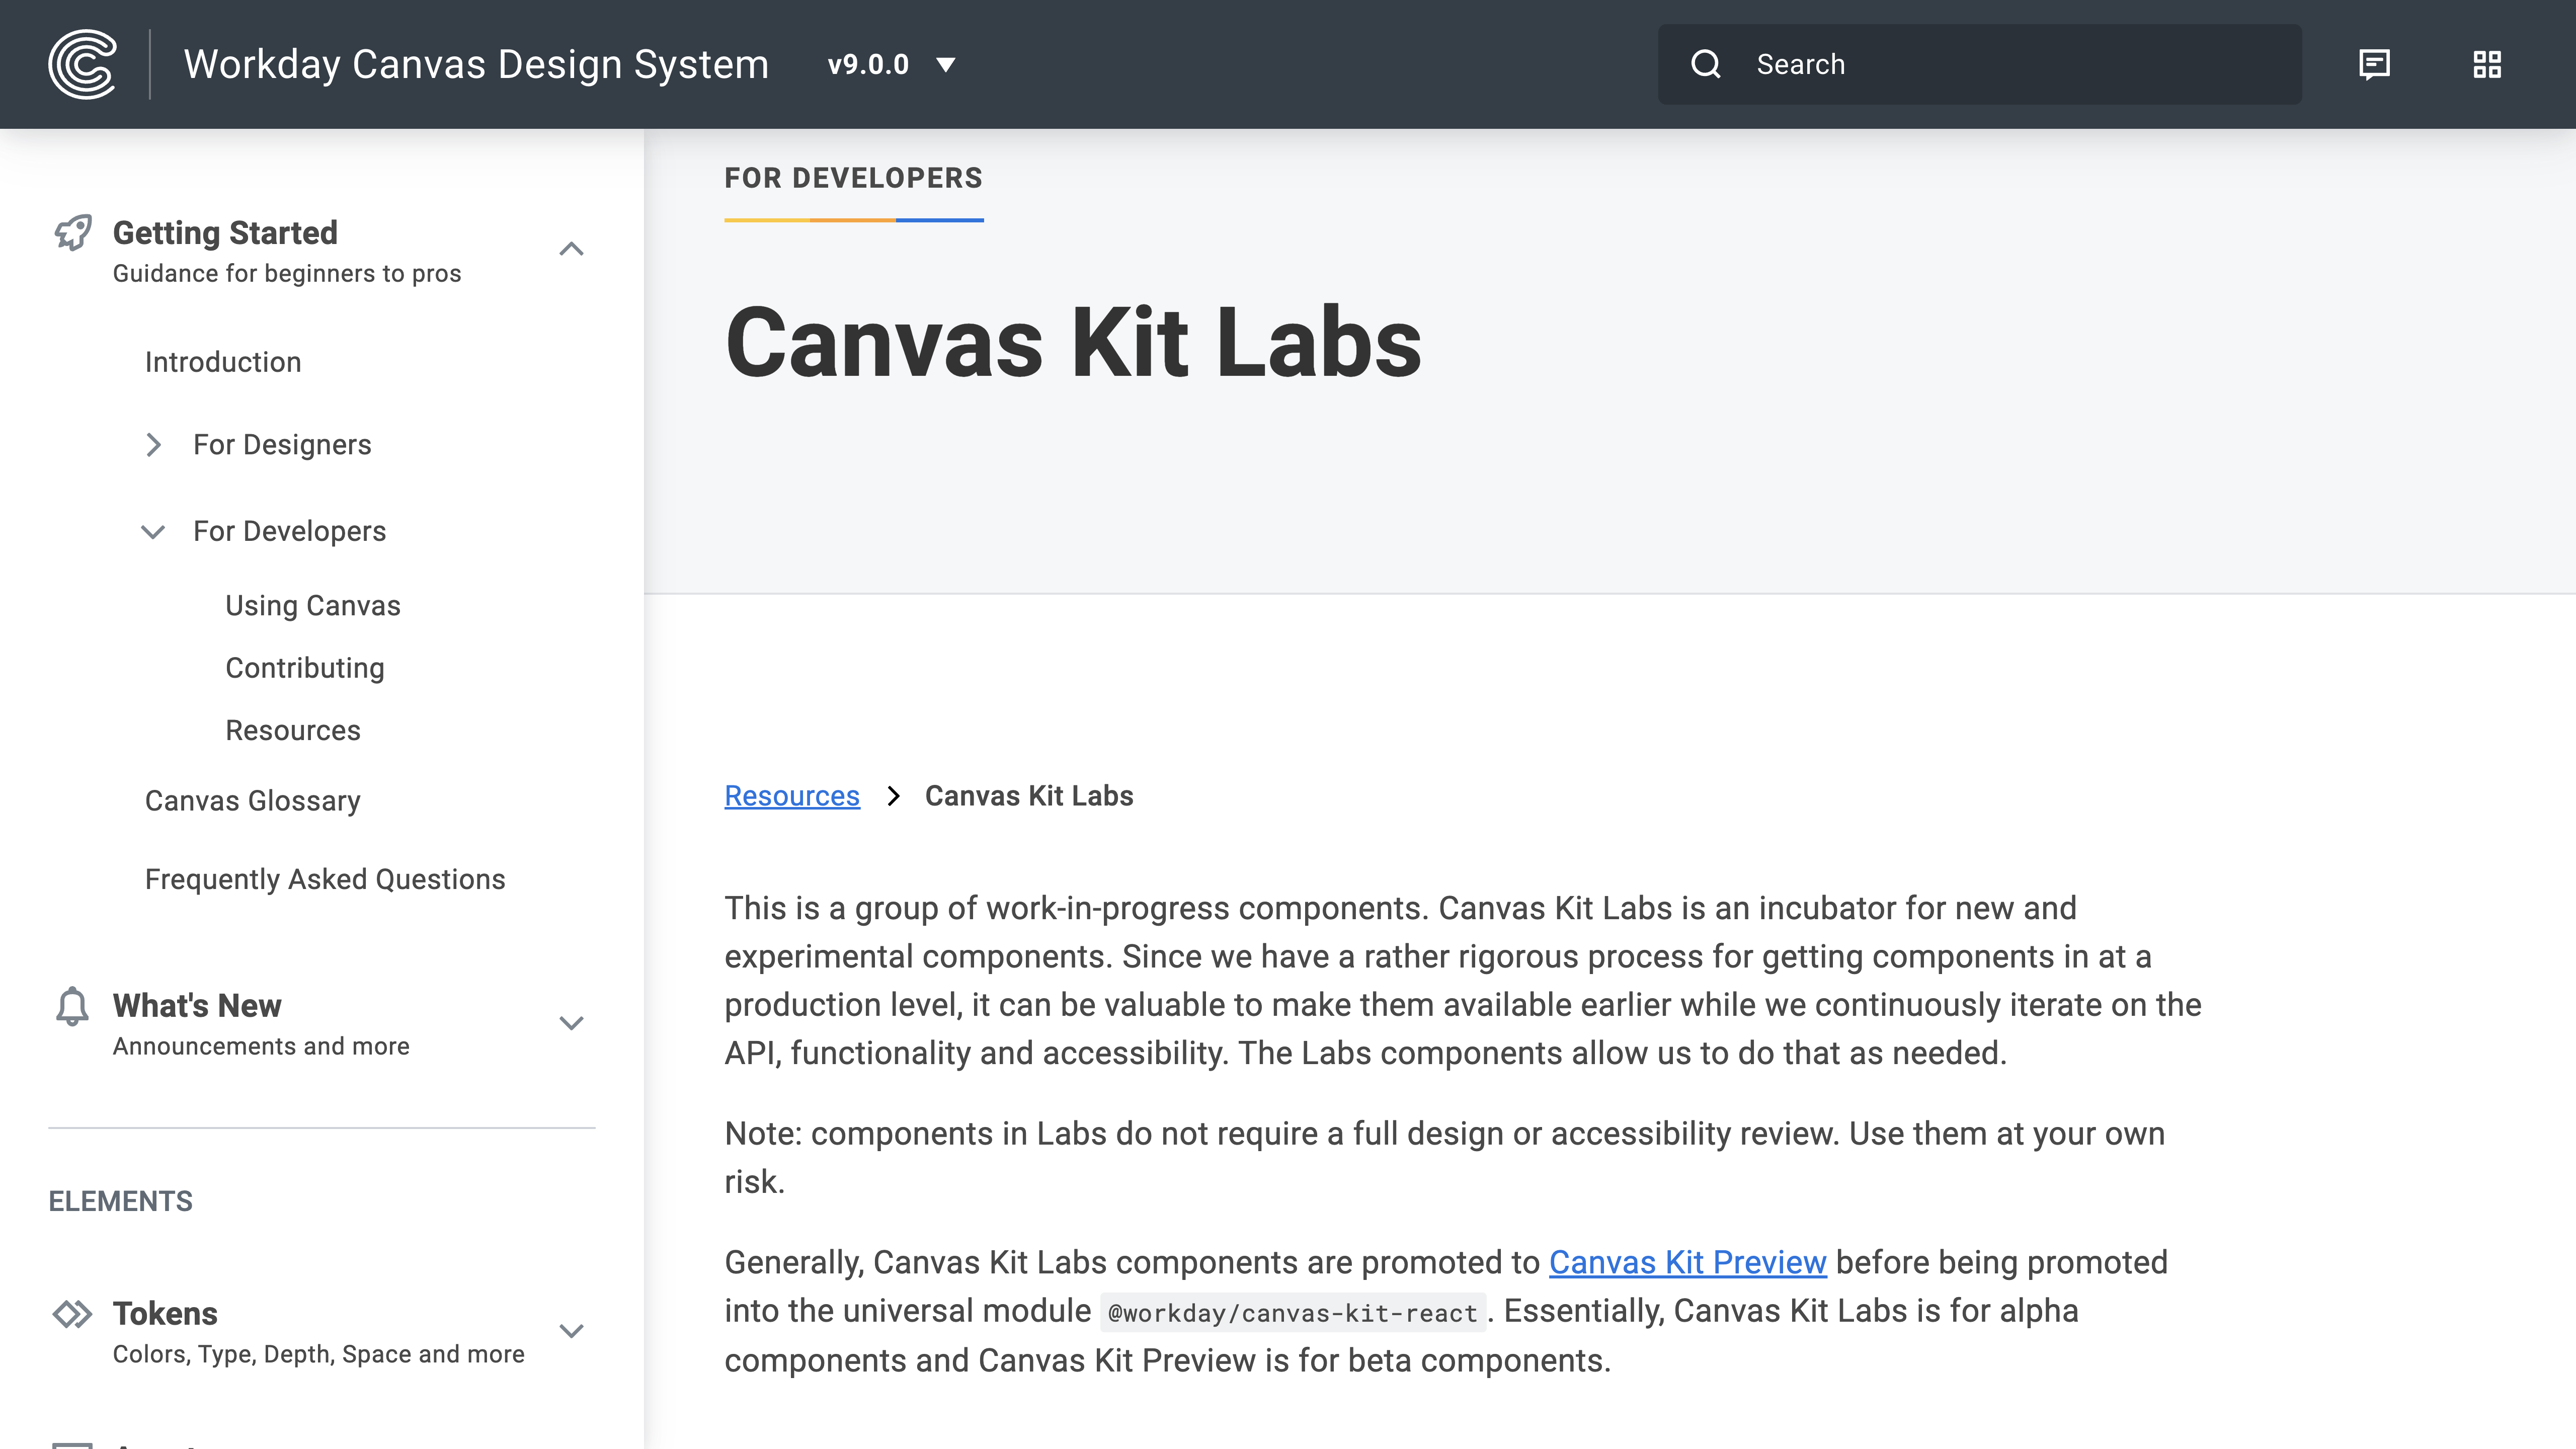 Workday Canvas Design System
v9.0.0
Search
Getting Started
Guidance for beginners to pros
Introduction
For Designers
For Developers
Using Canvas
Contributing
Resources
Canvas Glossary
Frequently Asked Questions
What's New
Announcements and more
ELEMENTS
Tokens
Colors, Type, Depth, Space and more
FOR DEVELOPERS
Canvas Kit Labs
Resources > Canvas Kit Labs
This is a group of work-in-progress components. Canvas Kit Labs is an incubator for new and
experimental components. Since we have a rather rigorous process for getting components in at a
production level, it can be valuable to make them available earlier while we continuously iterate on the
API, functionality and accessibility. The Labs components allow us to do that as needed.
Note: components in Labs do not require a full design or accessibility review. Use them at your own
risk.
Generally, Canvas Kit Labs components are promoted to Canvas Kit Preview before being promoted
into the universal module @workday/canvas-kit-react. Essentially, Canvas Kit Labs is for alpha
components and Canvas Kit Preview is for beta components.